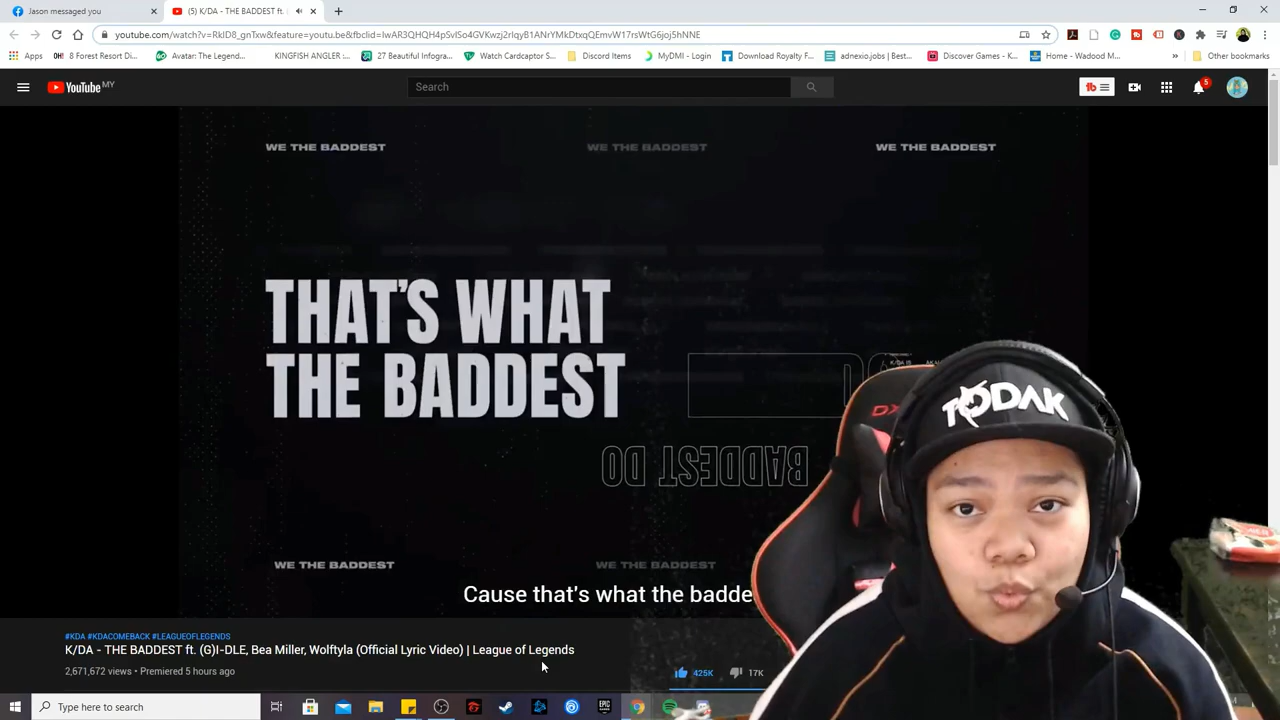 Jason messaged you
(5) K/DA - THE BADDEST ft.
youtube.com/watch?v=RkID8_gnTxw&feature=youtu.be&fbclid=IwAR3QHQH4pSvlSo4GVKwzj2rIqyB1ANrYMkDtxqQEmvW17rsWtG6joj5hNNE
Apps
8 Forest Resort Di...
Avatar: The Legend...
KINGFISH ANGLER :...
27 Beautiful Infogra...
Watch Cardcaptor S...
Discord Items
MyDMI - Login
Download Royalty F...
adnexio.jobs | Best...
Discover Games - K...
Home - Wadood M...
»
Other bookmarks
YouTube MY
Search
5
WE THE BADDEST
WE THE BADDEST
WE THE BADDEST
THAT'S WHAT
THE BADDEST
DO
BADDEST DO
TODAK
WE THE BADDEST
WE THE BADDEST
Cause that's what the badde
#KDA #KDACOMEBACK #LEAGUEOFLEGENDS
K/DA - THE BADDEST ft. (G)I-DLE, Bea Miller, Wolftyla (Official Lyric Video) | League of Legends
2,671,672 views • Premiered 5 hours ago
425K
17K
Type here to search
EPIC